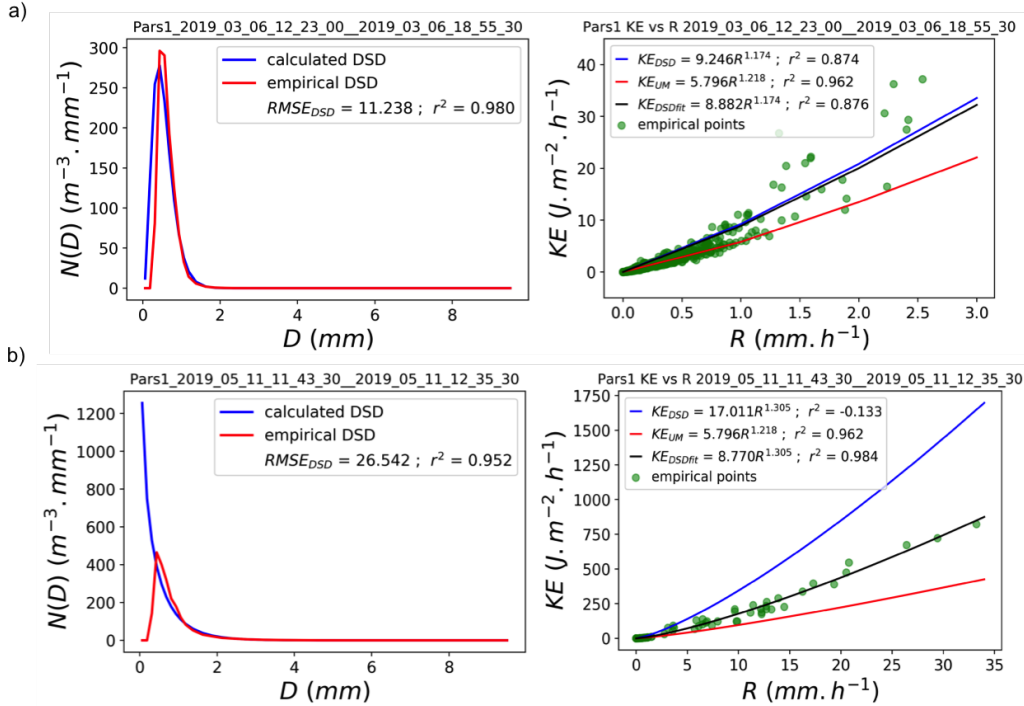 a)
Pars1_2019_03_06_12_23_00__2019_03_06_18_55_30
calculated DSD
empirical DSD
RMSE_DSD = 11.238 ; r² = 0.980
300
250
200
150
100
50
0
N(D) (m⁻³. mm⁻¹)
0 2 4 6 8
D (mm)
Pars1 KE vs R 2019_03_06_12_23_00__2019_03_06_18_55_30
KE_DSD = 9.246R^1.174 ; r² = 0.874
KE_UM = 5.796R^1.218 ; r² = 0.962
KE_DSDfit = 8.882R^1.174 ; r² = 0.876
empirical points
40
30
20
10
0
KE (J. m⁻². h⁻¹)
0.0 0.5 1.0 1.5 2.0 2.5 3.0
R (mm. h⁻¹)
b)
Pars1_2019_05_11_11_43_30__2019_05_11_12_35_30
calculated DSD
empirical DSD
RMSE_DSD = 26.542 ; r² = 0.952
1200
1000
800
600
400
200
0
N(D) (m⁻³. mm⁻¹)
0 2 4 6 8
D (mm)
Pars1 KE vs R 2019_05_11_11_43_30__2019_05_11_12_35_30
KE_DSD = 17.011R^1.305 ; r² = -0.133
KE_UM = 5.796R^1.218 ; r² = 0.962
KE_DSDfit = 8.770R^1.305 ; r² = 0.984
empirical points
1750
1500
1250
1000
750
500
250
0
KE (J. m⁻². h⁻¹)
0 5 10 15 20 25 30 35
R (mm. h⁻¹)